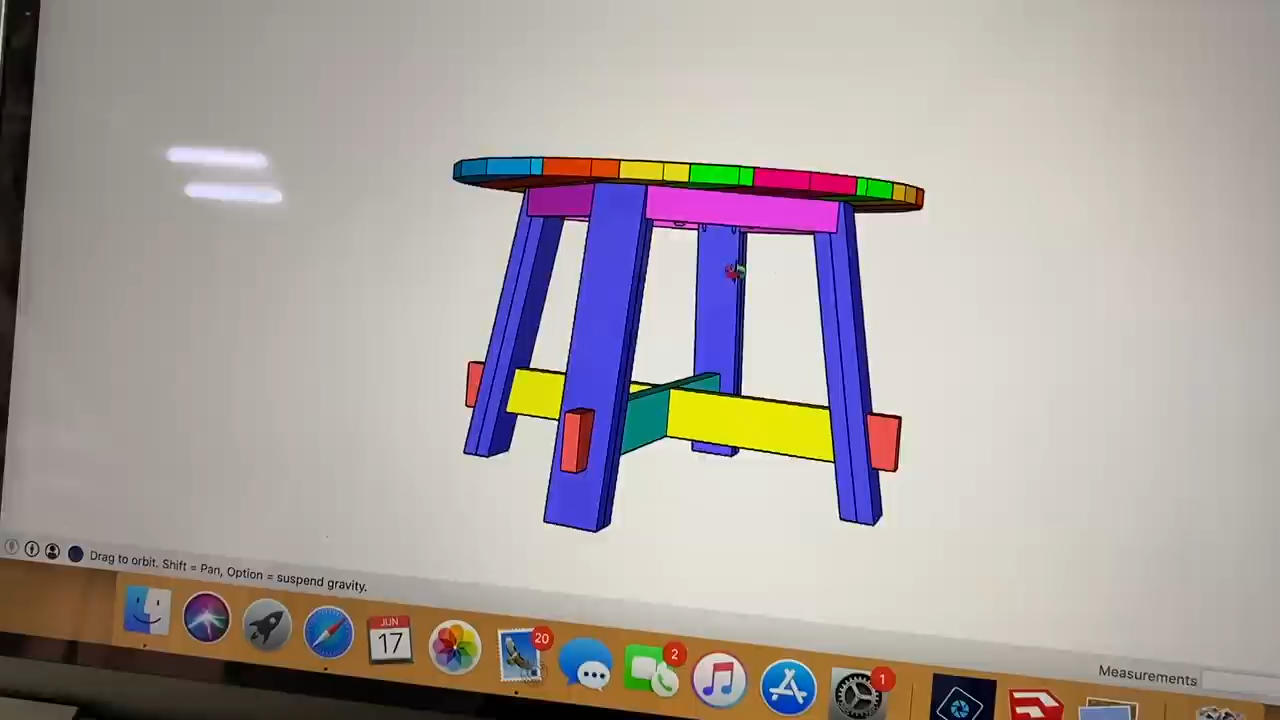 Drag to orbit. Shift = Pan, Option = suspend gravity.
JUN
17
20
2
1
Measurements